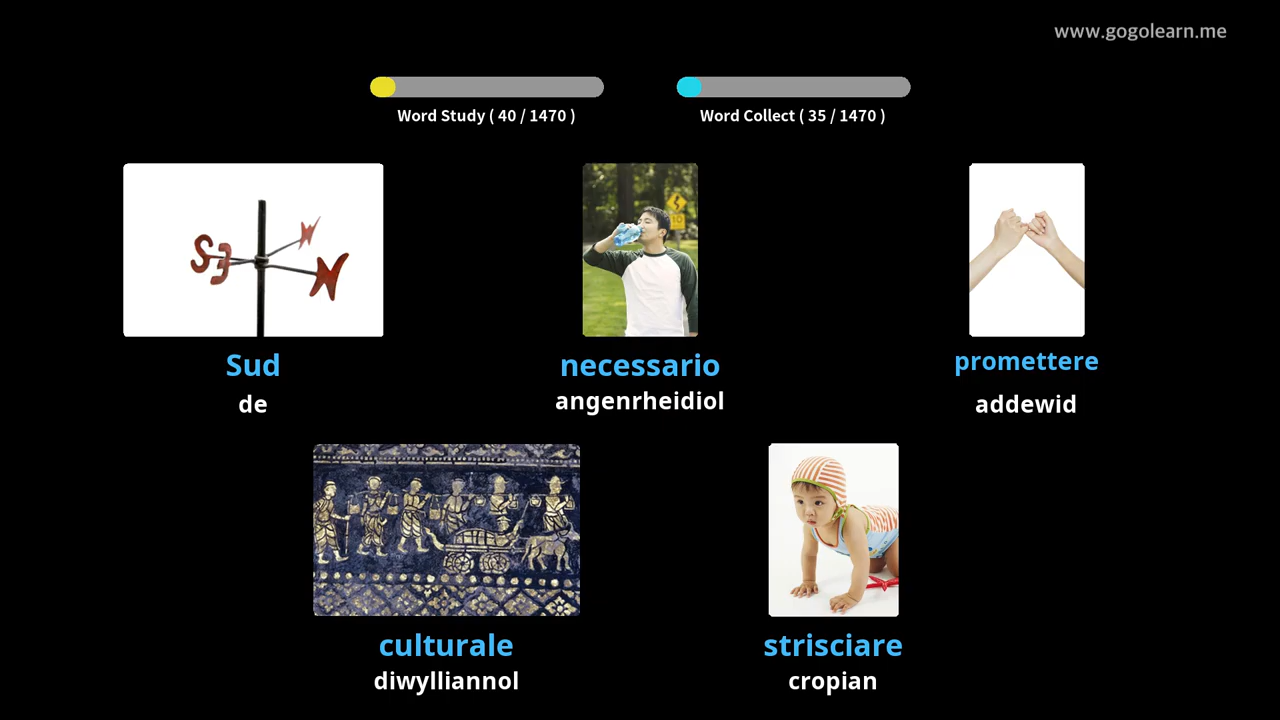 www.gogolearn.me
Word Study ( 40 / 1470 )
Word Collect ( 35 / 1470 )
Sud
de
necessario
angenrheidiol
promettere
addewid
culturale
diwylliannol
strisciare
cropian